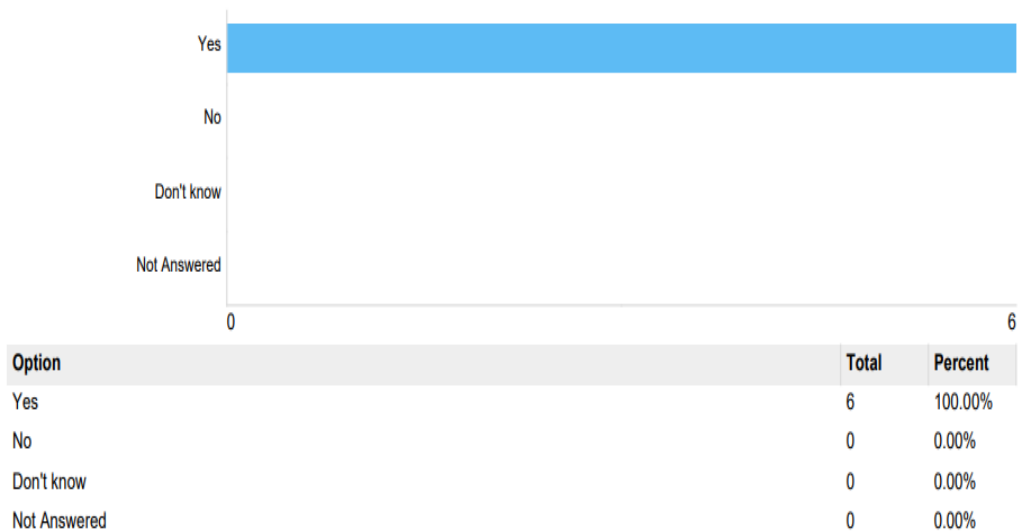 Yes
No
Don't know
Not Answered
0 6
Option Total Percent
Yes 6 100.00%
No 0 0.00%
Don't know 0 0.00%
Not Answered 0 0.00%